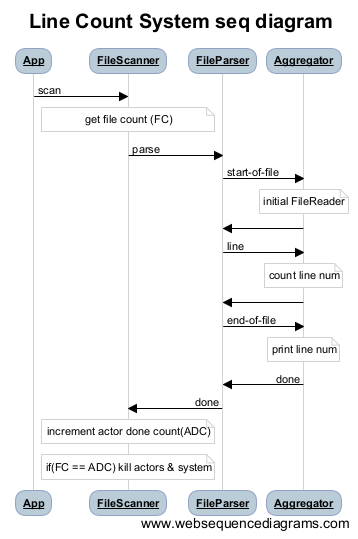 Line Count System seq diagram
App FileScanner FileParser Aggregator
scan
get file count (FC)
parse
start-of-file
initial FileReader
line
count line num
end-of-file
print line num
done
done
increment actor done count(ADC)
if(FC == ADC) kill actors & system
App FileScanner FileParser Aggregator
www.websequencediagrams.com